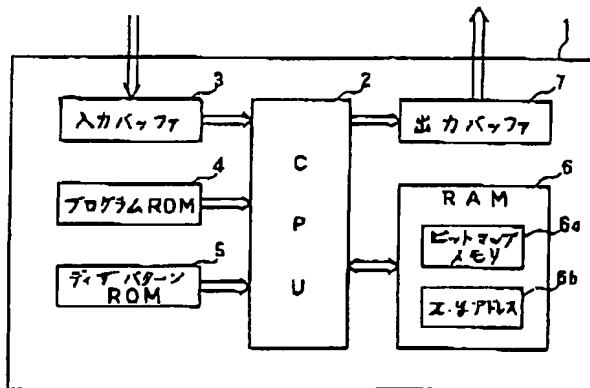 1
3
入力バッファ
2
C
P
U
7
出力バッファ
4
プログラムROM
5
ディザパターン
ROM
6
RAM
6a
ビットマップ
メモリ
6b
x.yアドレス